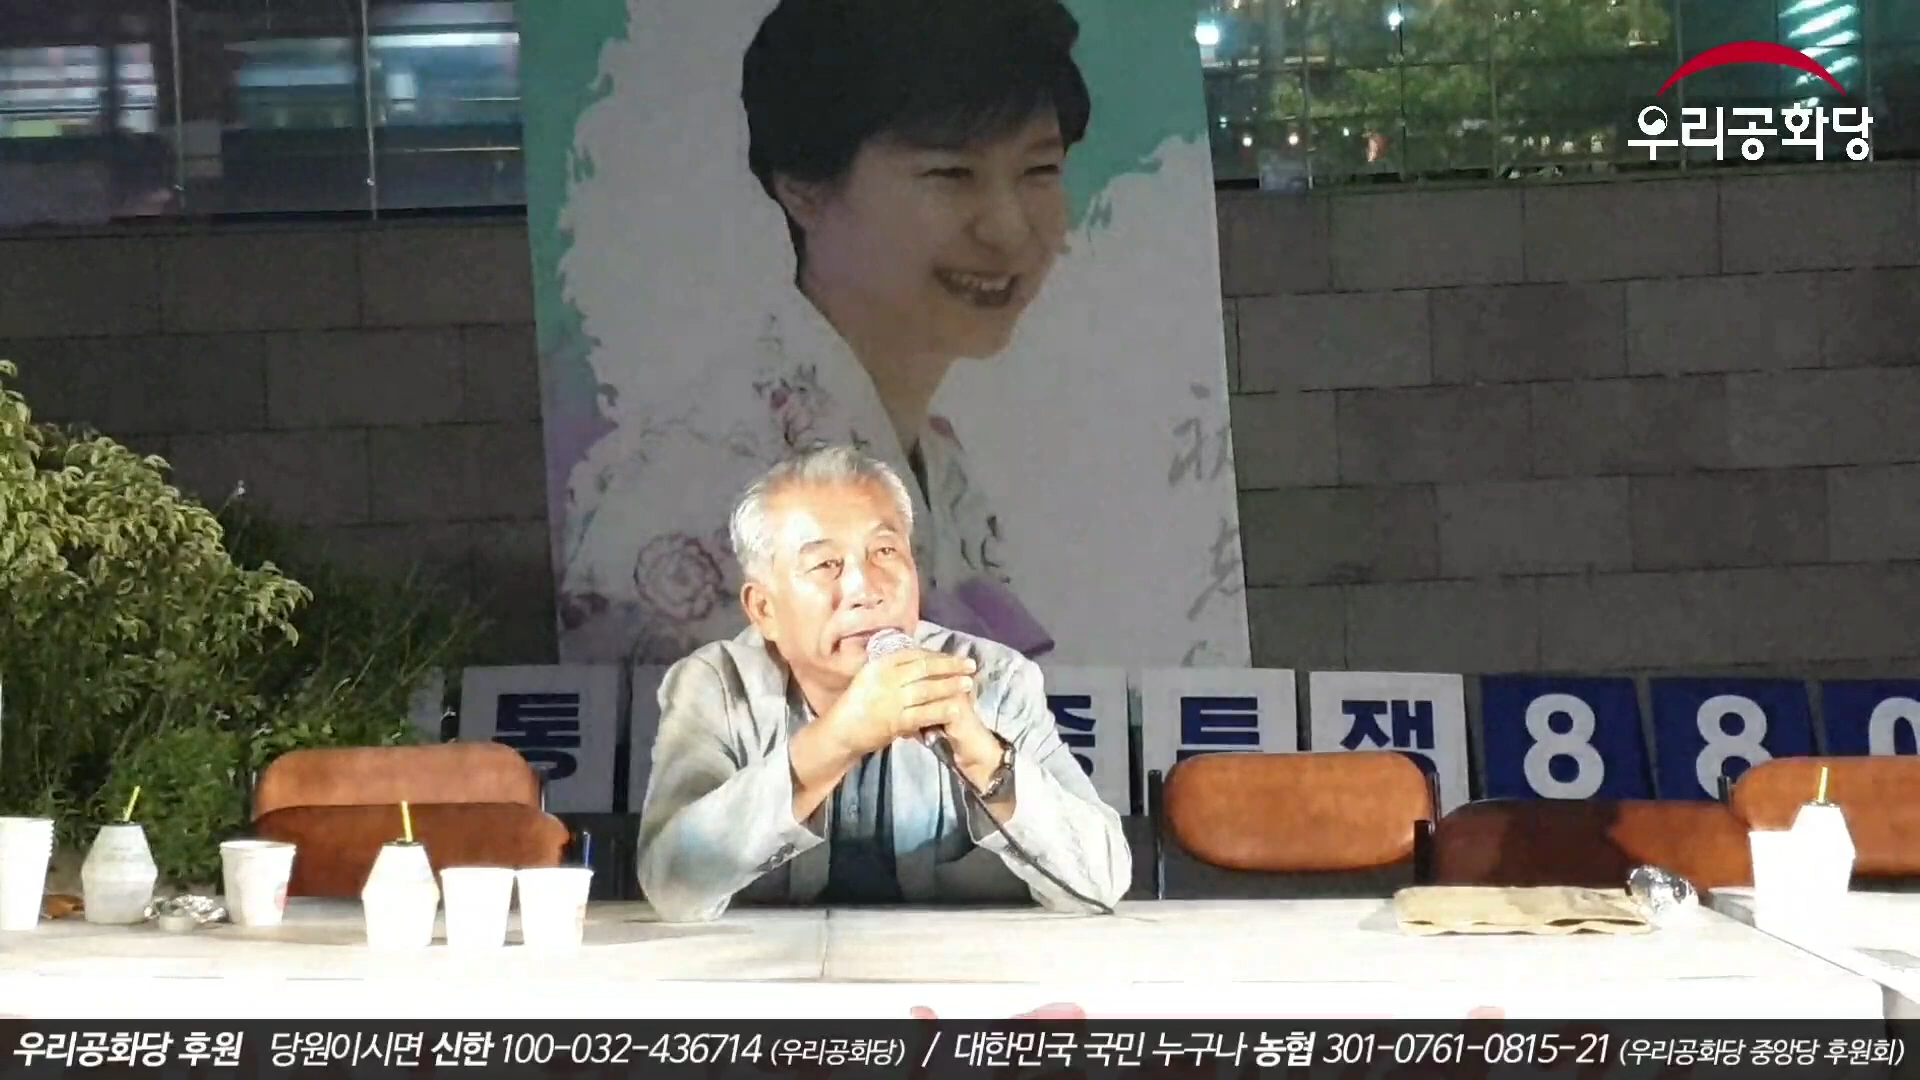 우리공화당
통
중 투 쟁 8 8 0
우리공화당 후원 당원이시면 신한 100-032-436714 (우리공화당) / 대한민국 국민 누구나 농협 301-0761-0815-21 (우리공화당 중앙당 후원회)